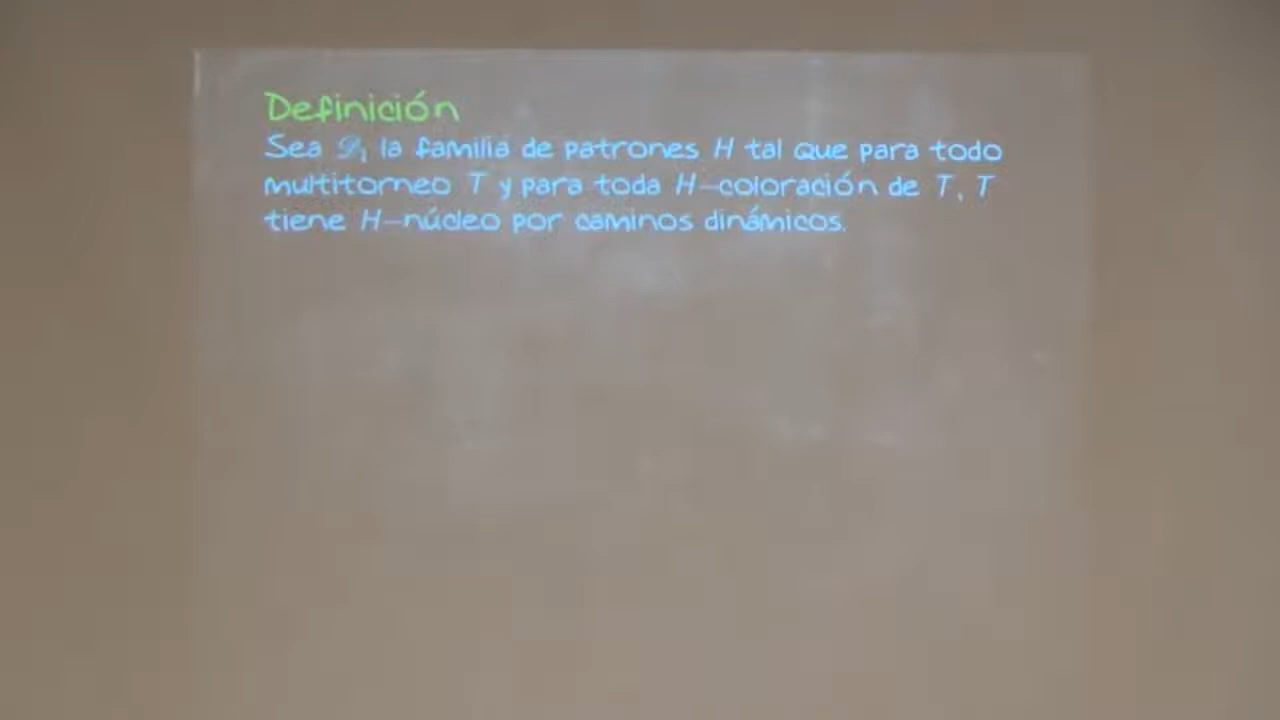 Definición
Sea 𝒟₁ la familia de patrones H tal que para todo
multitorneo T y para toda H-coloración de T, T
tiene H-núcleo por caminos dinámicos.